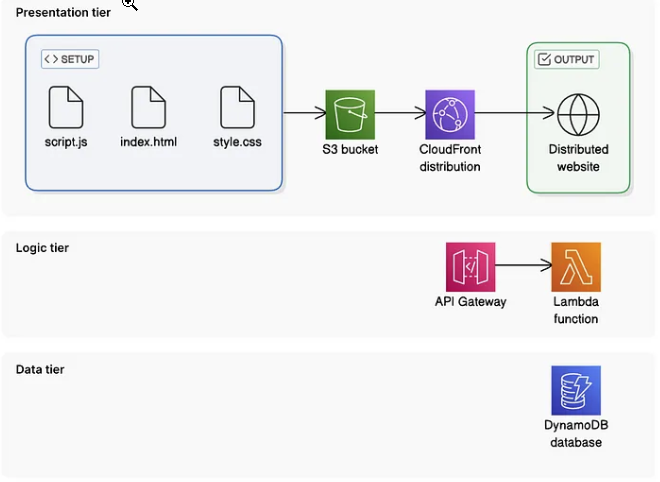 Presentation tier
SETUP
OUTPUT
script.js
index.html
style.css
S3 bucket
CloudFront
distribution
Distributed
website
Logic tier
API Gateway
Lambda
function
Data tier
DynamoDB
database